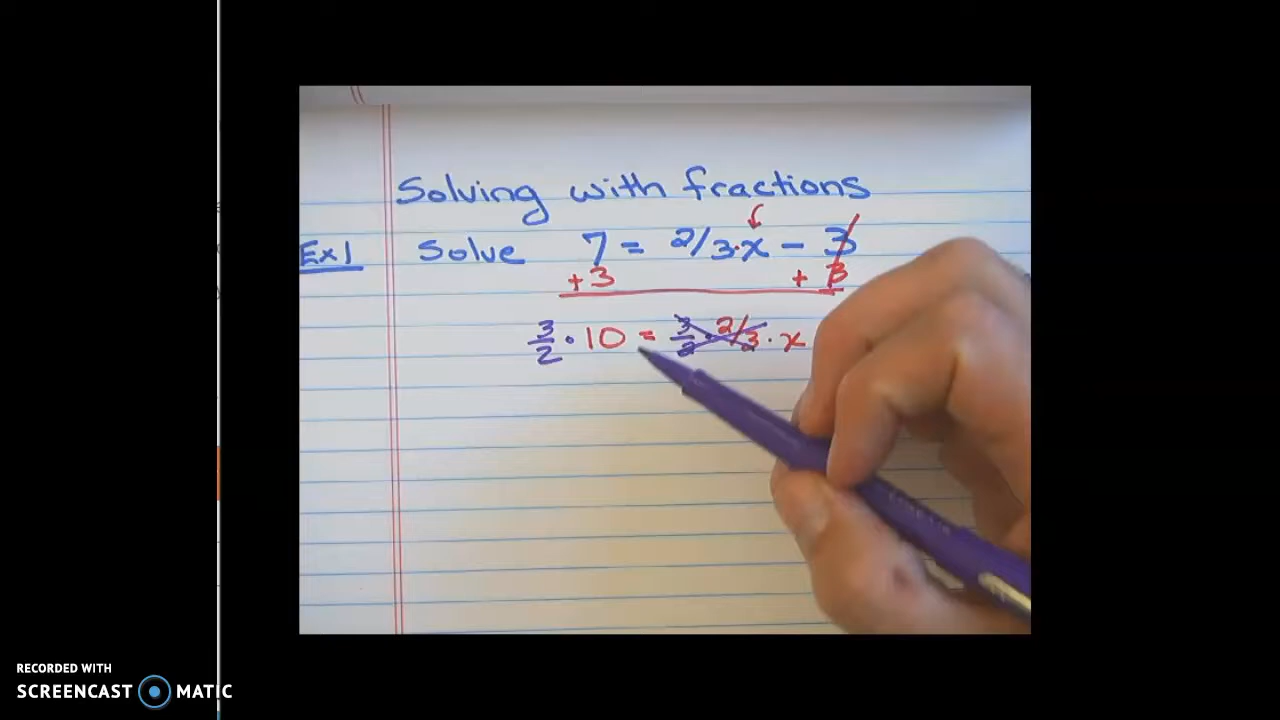 Solving with fractions
Ex1 Solve 7 = 2/3·x - 3
+3 + 3
3/2 · 10 = 3/2 · 2/3 · x
RECORDED WITH
SCREENCAST MATIC